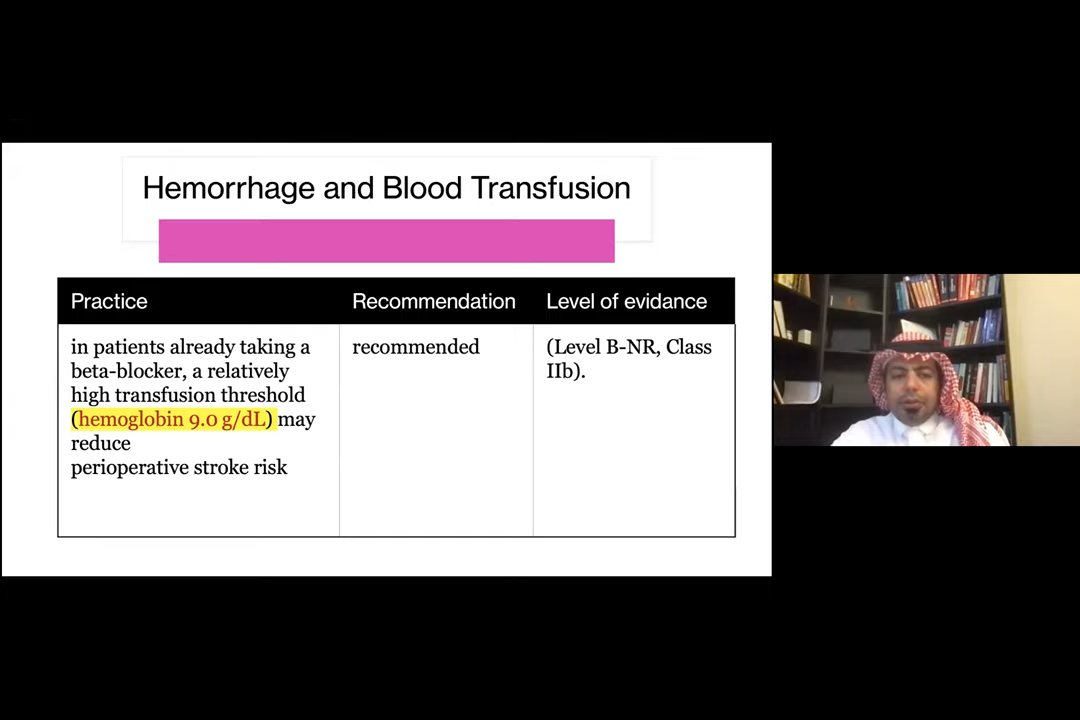 Hemorrhage and Blood Transfusion
Practice
Recommendation
Level of evidance
in patients already taking a
beta-blocker, a relatively
high transfusion threshold
(hemoglobin 9.0 g/dL) may
reduce
perioperative stroke risk
recommended
(Level B-NR, Class
IIb).